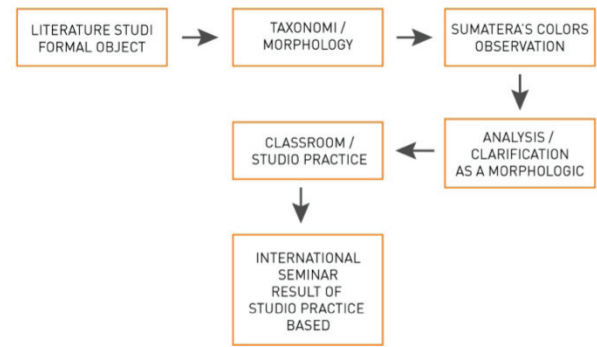 LITERATURE STUDI
FORMAL OBJECT
TAXONOMI /
MORPHOLOGY
SUMATERA'S COLORS
OBSERVATION
ANALYSIS /
CLARIFICATION
AS A MORPHOLOGIC
CLASSROOM /
STUDIO PRACTICE
INTERNATIONAL
SEMINAR
RESULT OF
STUDIO PRACTICE
BASED